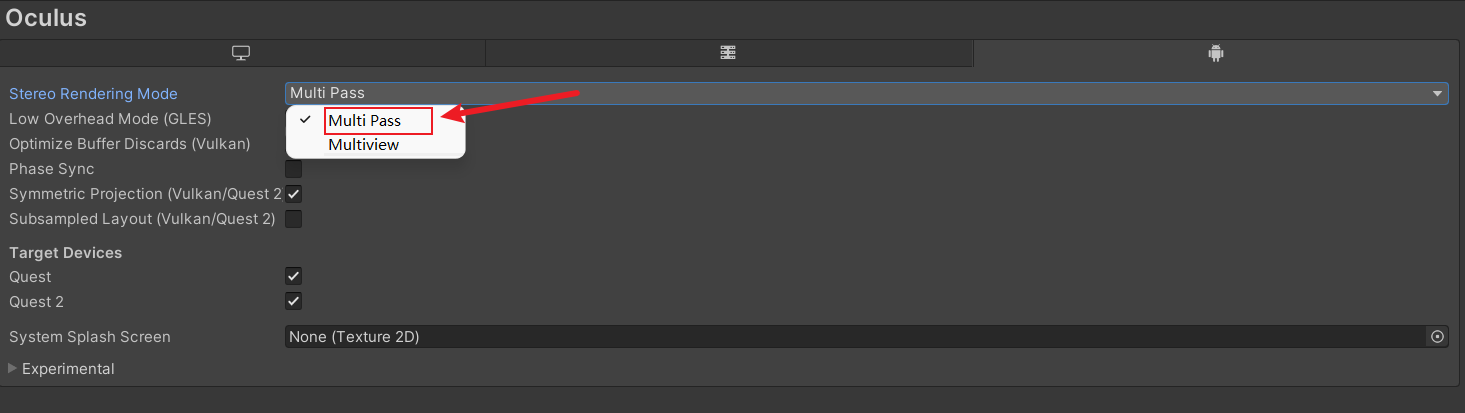 Oculus
Stereo Rendering Mode
Multi Pass
Multi Pass
Multiview
Low Overhead Mode (GLES)
Optimize Buffer Discards (Vulkan)
Phase Sync
Symmetric Projection (Vulkan/Quest 2
Subsampled Layout (Vulkan/Quest 2)
Target Devices
Quest
Quest 2
System Splash Screen
None (Texture 2D)
Experimental